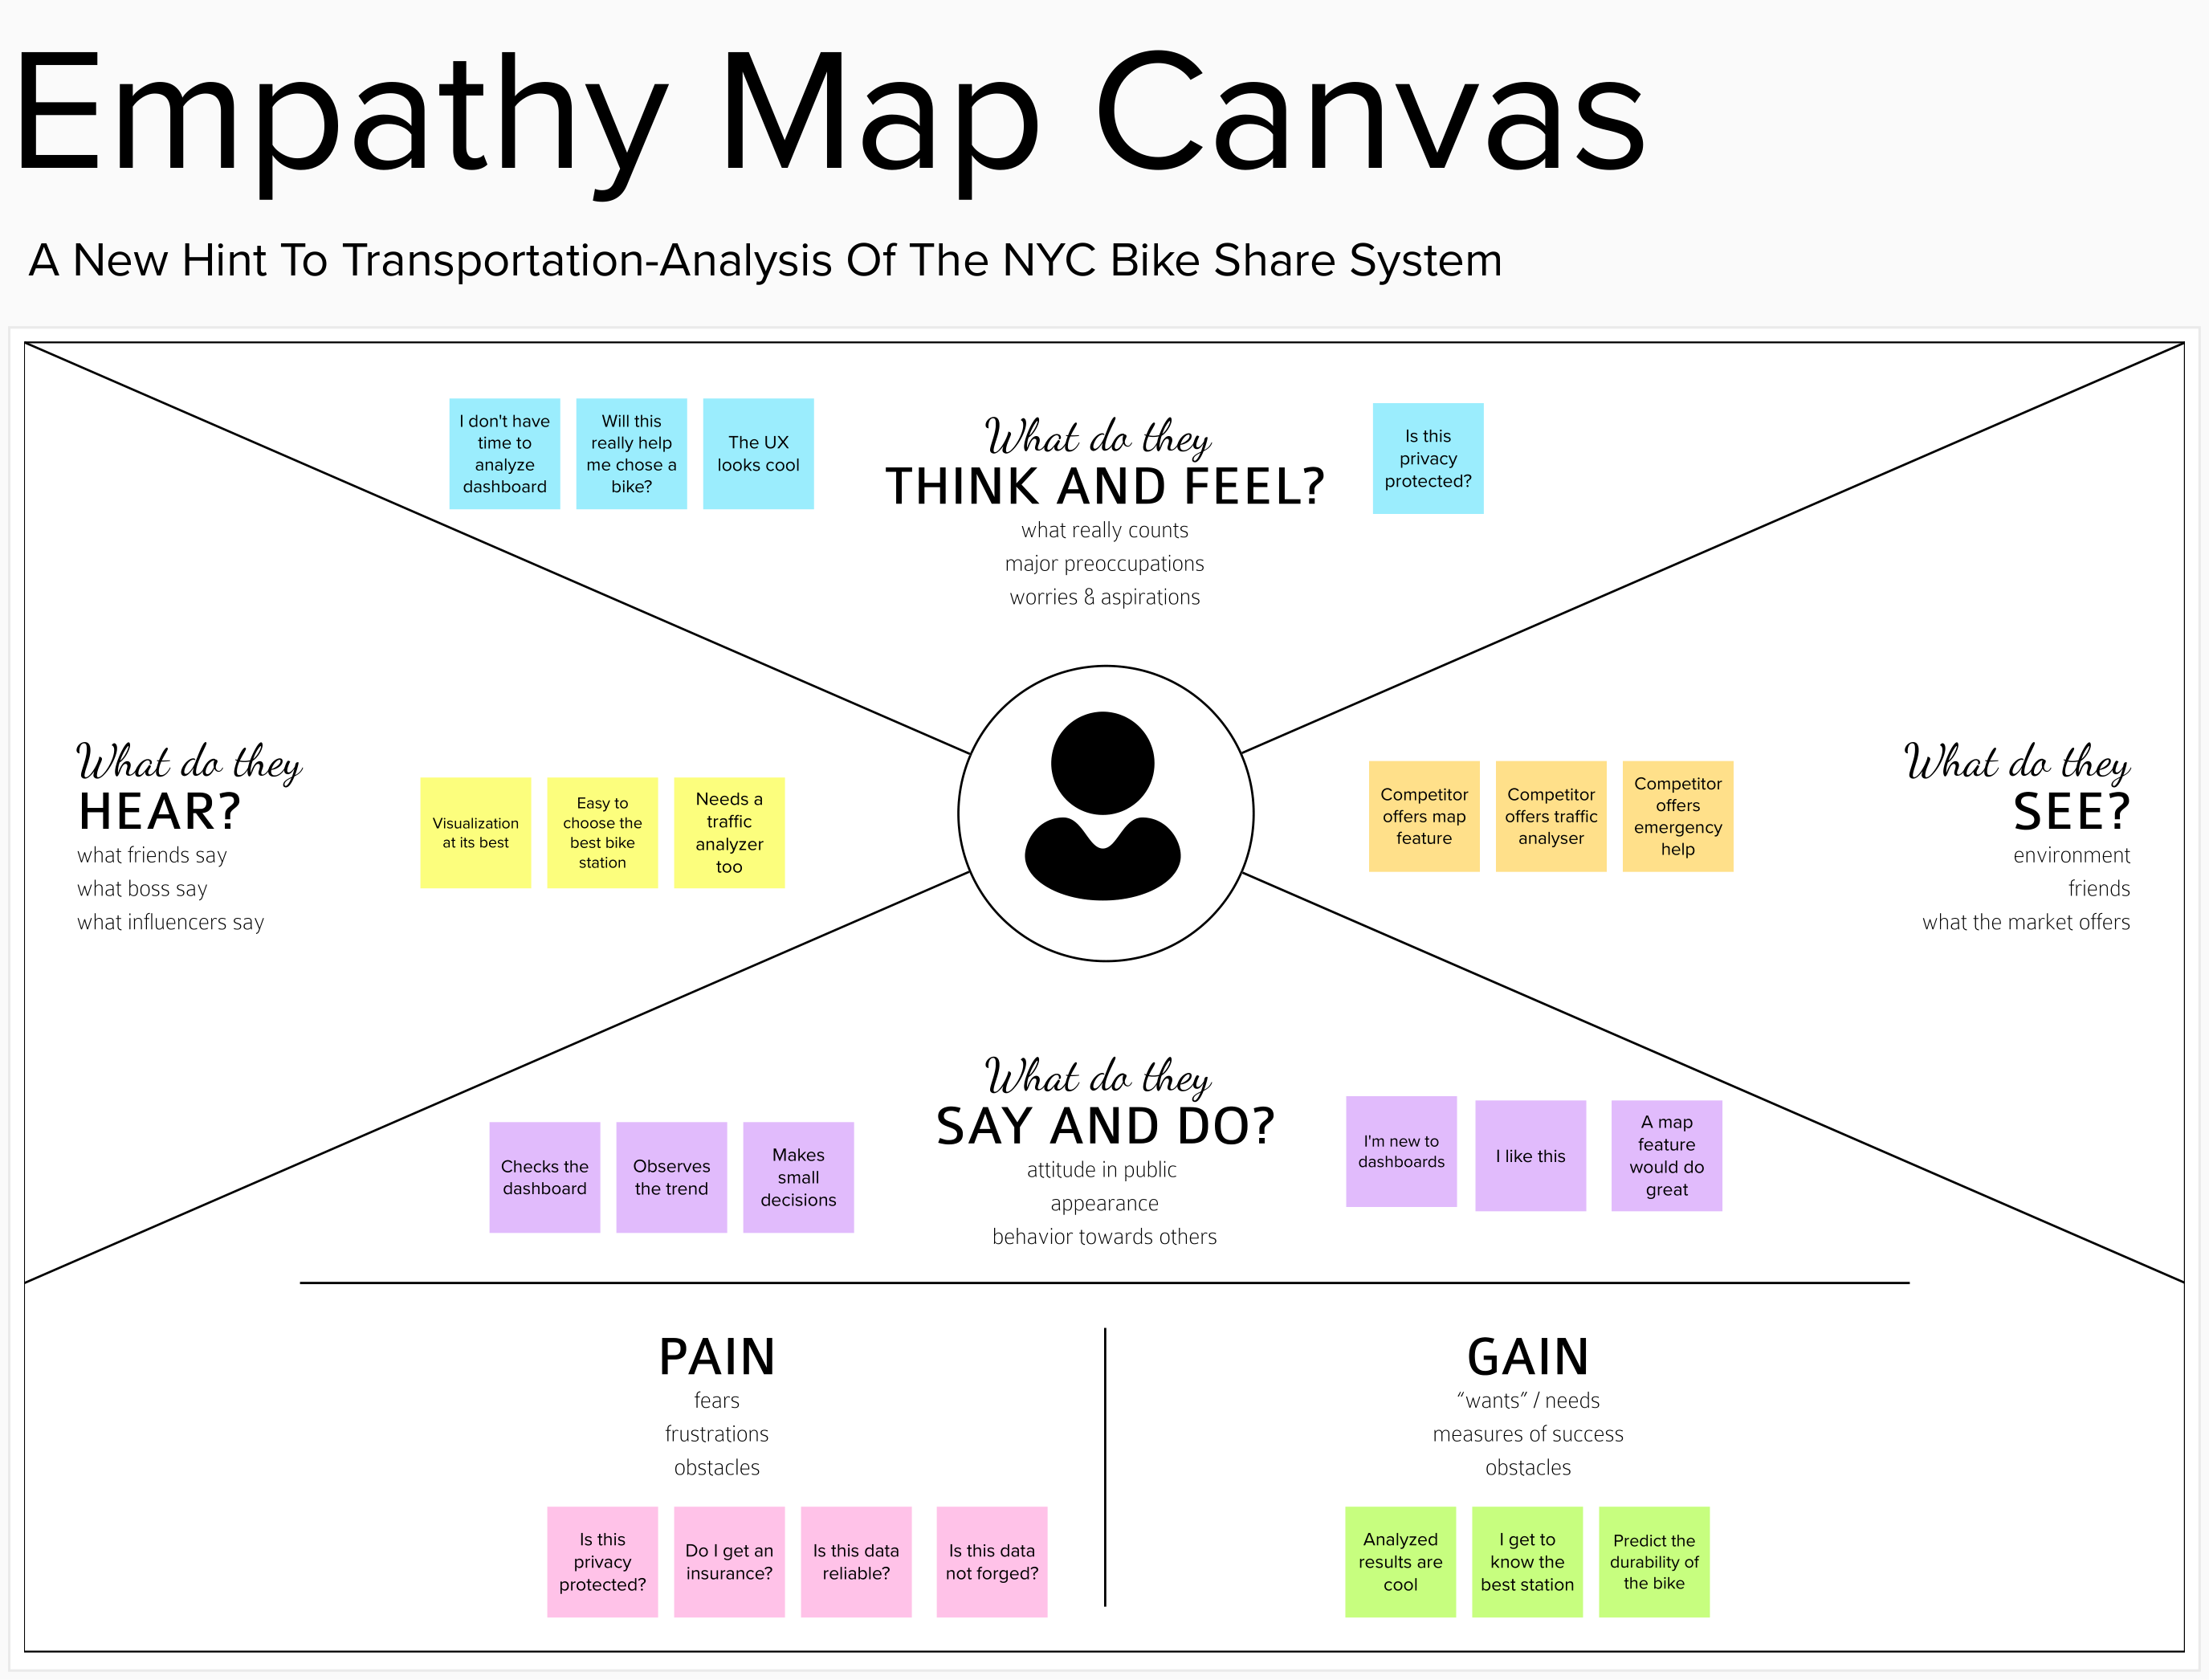 Empathy Map Canvas
A New Hint To Transportation-Analysis Of The NYC Bike Share System
I don't have
time to
analyze
dashboard
Will this
really help
me chose a
bike?
The UX
looks cool
What do they
THINK AND FEEL?
what really counts
major preoccupations
worries & aspirations
Is this
privacy
protected?
What do they
HEAR?
what friends say
what boss say
what influencers say
Visualization
at its best
Easy to
choose the
best bike
station
Needs a
traffic
analyzer
too
Competitor
offers map
feature
Competitor
offers traffic
analyser
Competitor
offers
emergency
help
What do they
SEE?
environment
friends
what the market offers
Checks the
dashboard
Observes
the trend
Makes
small
decisions
What do they
SAY AND DO?
attitude in public
appearance
behavior towards others
I'm new to
dashboards
I like this
A map
feature
would do
great
PAIN
fears
frustrations
obstacles
Is this
privacy
protected?
Do I get an
insurance?
Is this data
reliable?
Is this data
not forged?
GAIN
“wants” / needs
measures of success
obstacles
Analyzed
results are
cool
I get to
know the
best station
Predict the
durability of
the bike